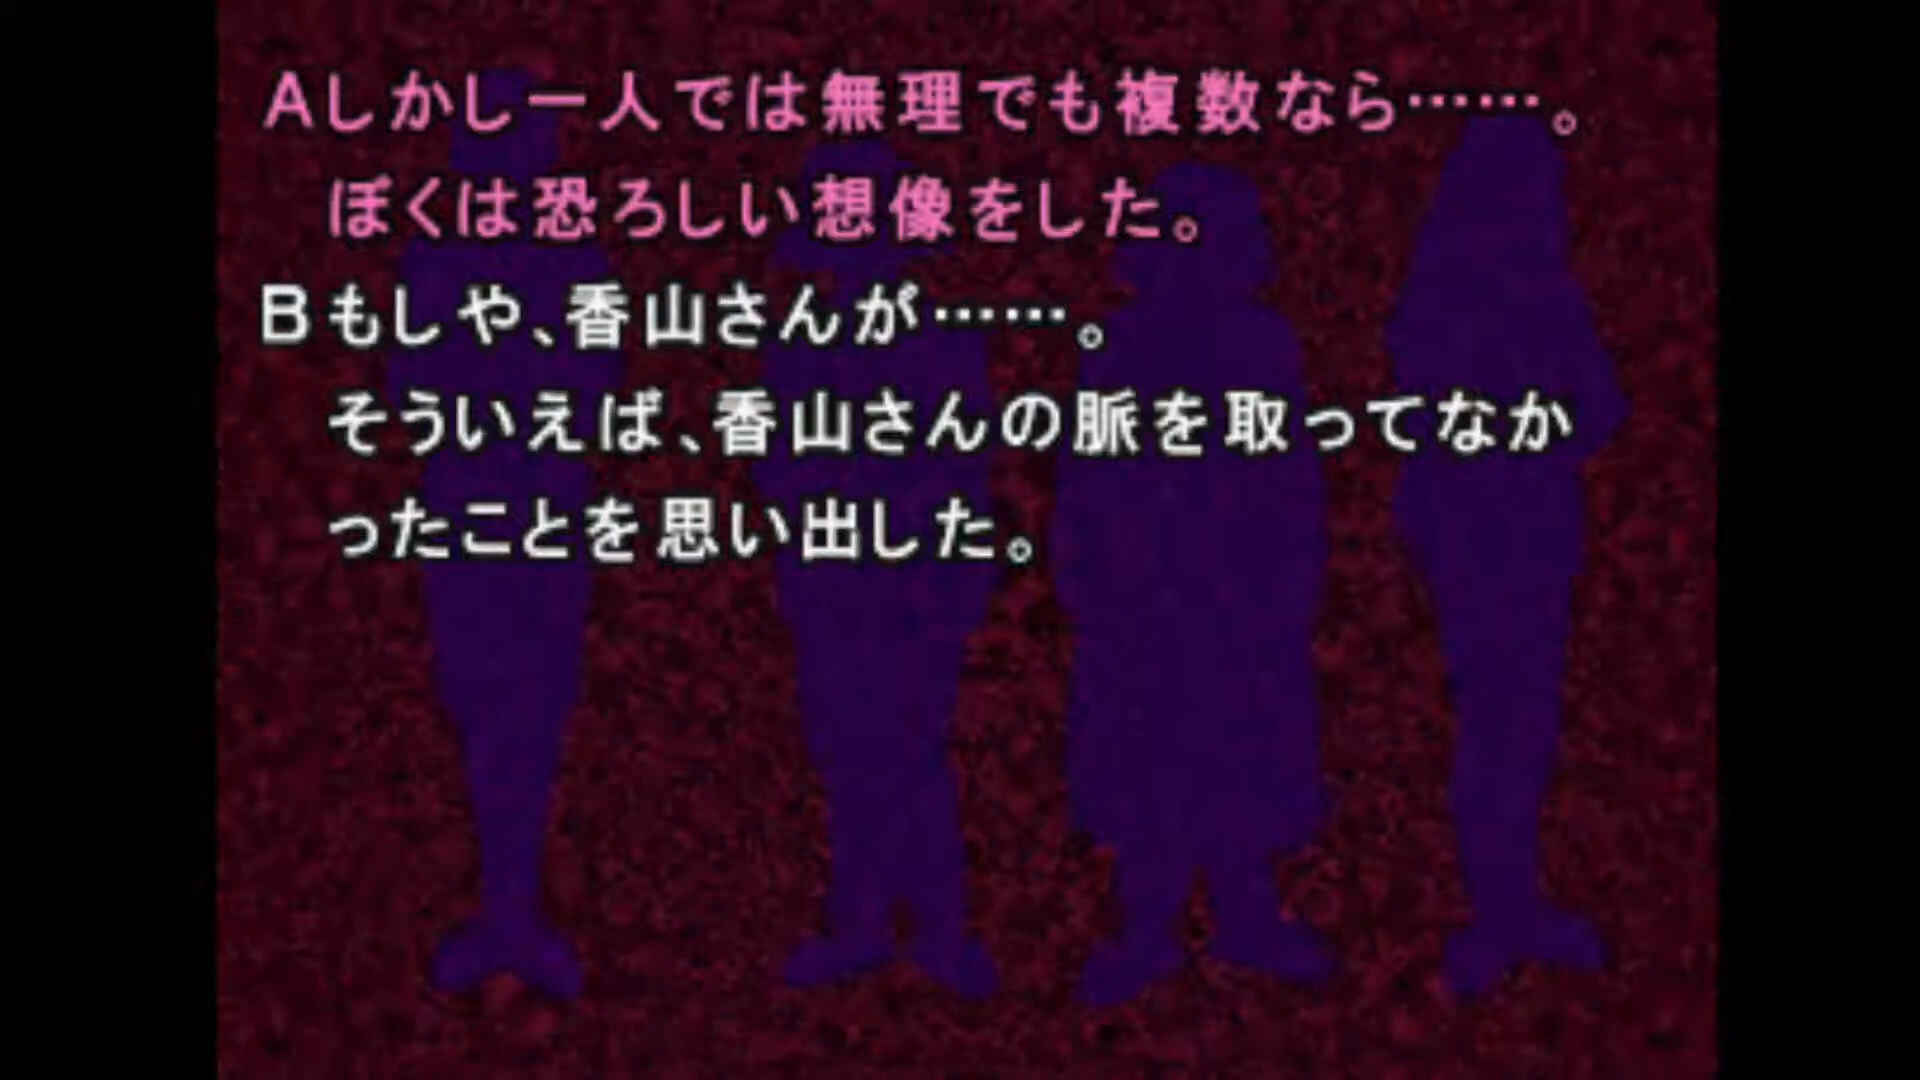 Aしかし一人では無理でも複数なら……。
ぼくは恐ろしい想像をした。
Bもしや、香山さんが……。
そういえば、香山さんの脈を取ってなか
ったことを思い出した。